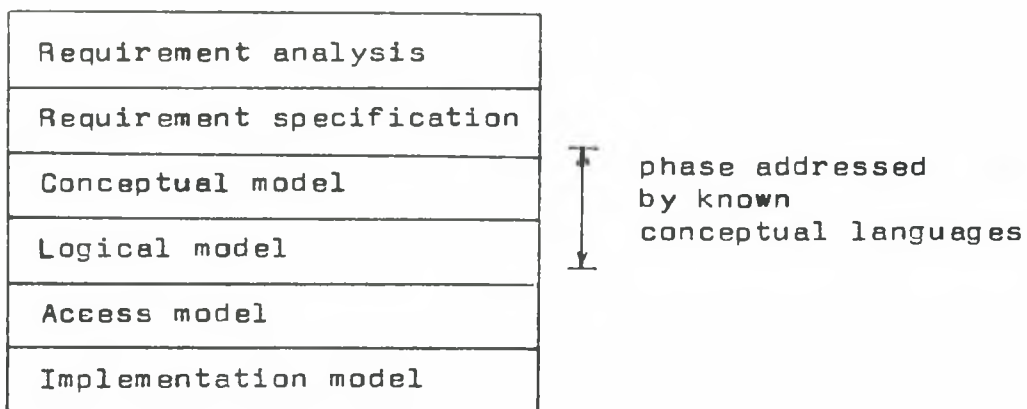 Requirement analysis
Requirement specification
Conceptual model
Logical model
Access model
Implementation model
phase addressed
by known
conceptual languages